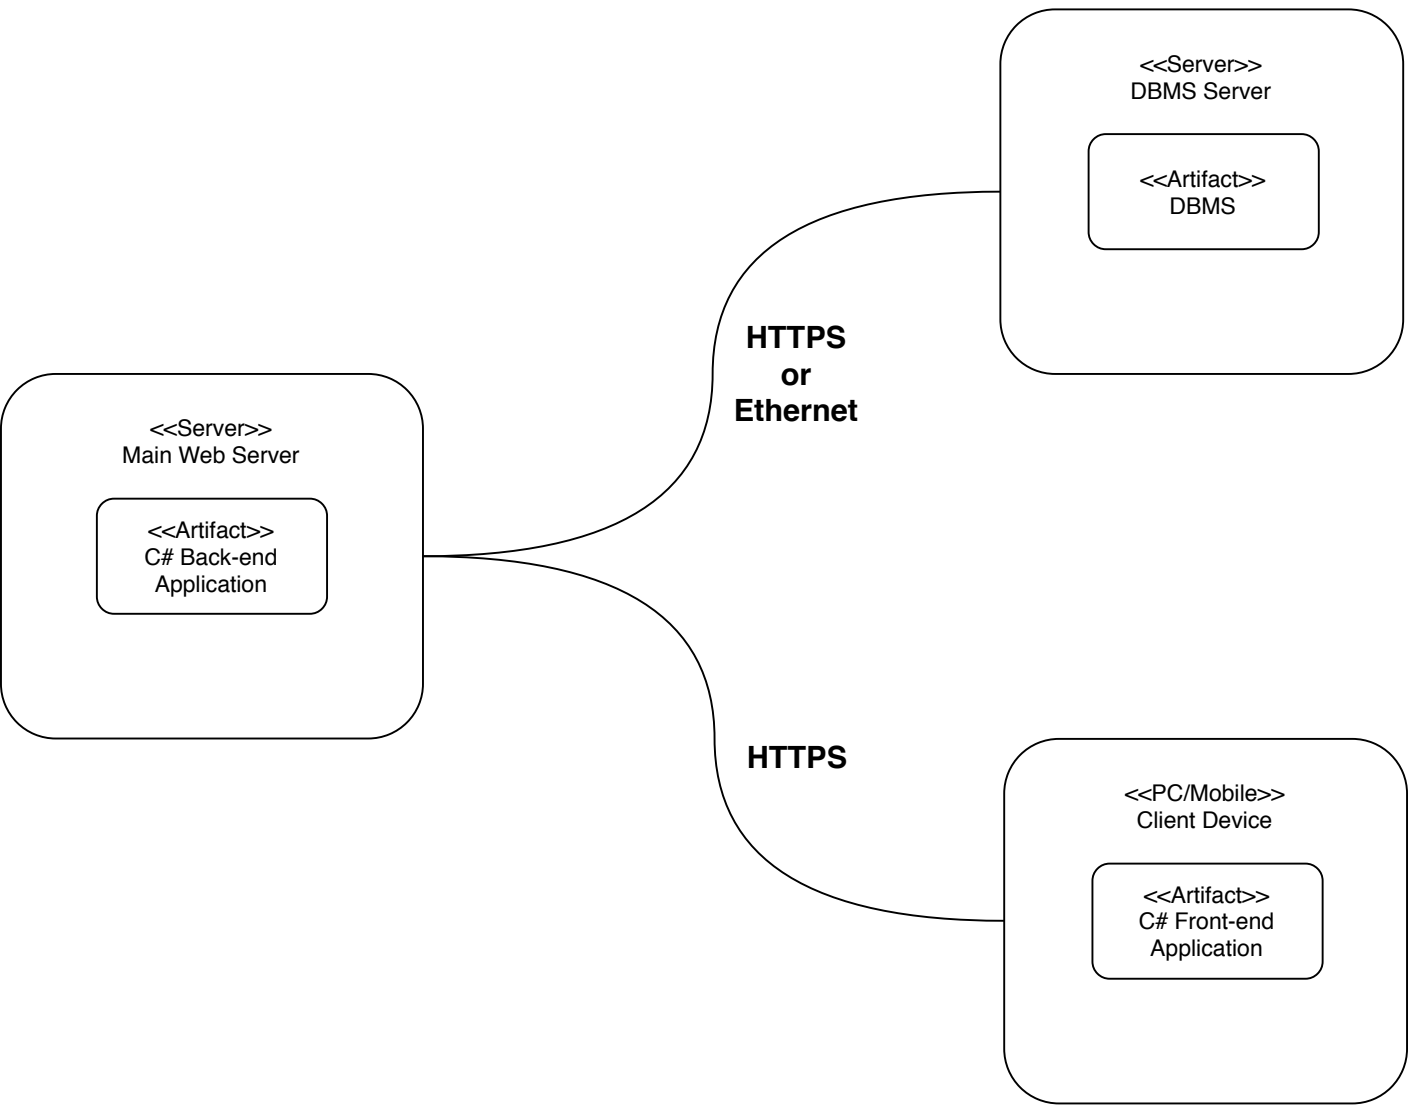 <<Server>>
DBMS Server
<<Artifact>>
DBMS
HTTPS
or
Ethernet
<<Server>>
Main Web Server
<<Artifact>>
C# Back-end
Application
HTTPS
<<PC/Mobile>>
Client Device
<<Artifact>>
C# Front-end
Application